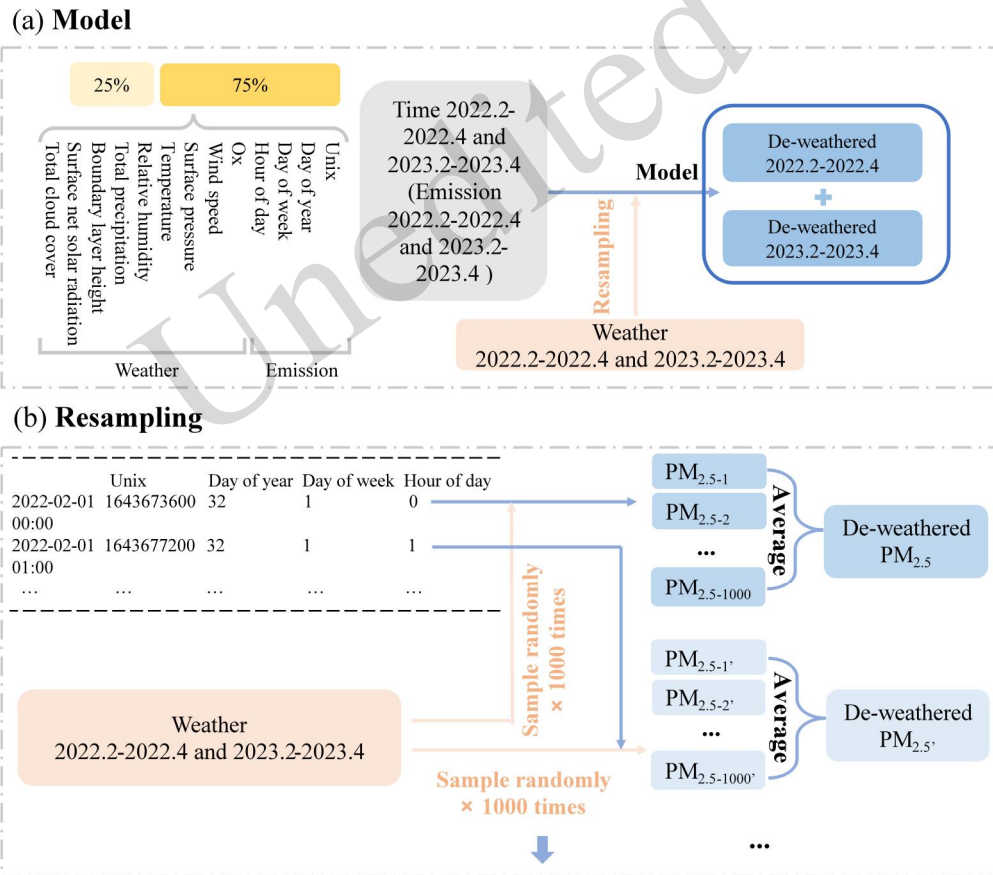 (a) Model
25%
75%
Total cloud cover
Surface net solar radiation
Boundary layer height
Total precipitation
Relative humidity
Temperature
Surface pressure
Wind speed
Ox
Hour of day
Day of week
Day of year
Unix
Weather
Emission
Time 2022.2-
2022.4 and
2023.2-2023.4
(Emission
2022.2-2022.4
and 2023.2-
2023.4 )
Model
Resampling
De-weathered
2022.2-2022.4
+
De-weathered
2023.2-2023.4
Weather
2022.2-2022.4 and 2023.2-2023.4
Unedited
(b) Resampling
Unix Day of year Day of week Hour of day
2022-02-01 1643673600 32 1 0
00:00
2022-02-01 1643677200 32 1 1
01:00
... ... ... ... ...
Weather
2022.2-2022.4 and 2023.2-2023.4
Sample randomly
× 1000 times
Sample randomly
× 1000 times
PM2.5-1
PM2.5-2
...
PM2.5-1000
Average
De-weathered
PM2.5
PM2.5-1'
PM2.5-2'
...
PM2.5-1000'
Average
De-weathered
PM2.5'
...